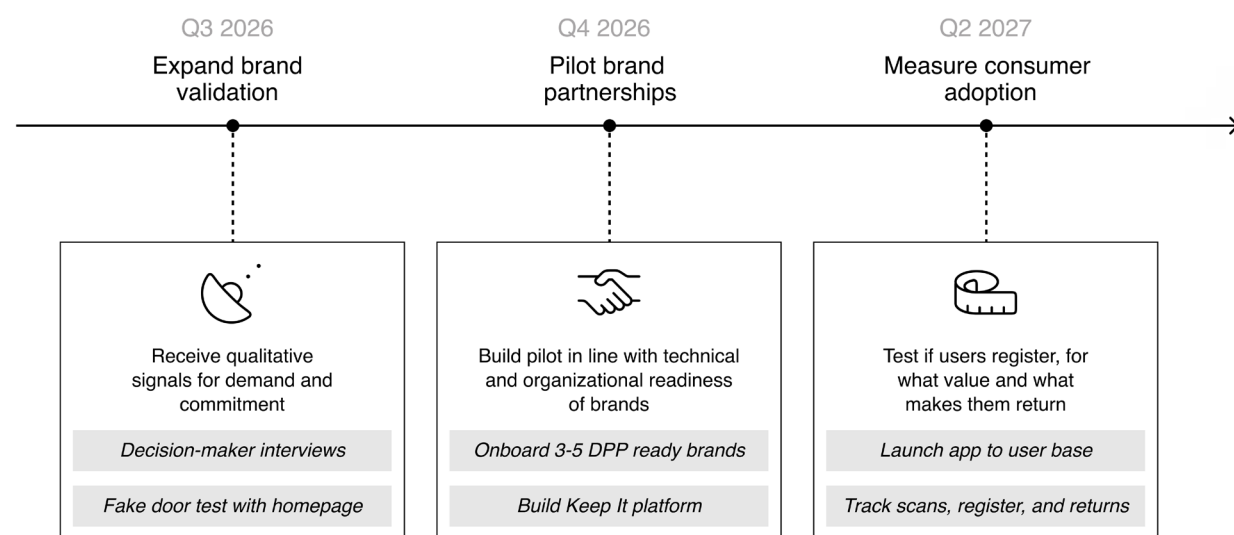 Q3 2026
Expand brand
validation
Q4 2026
Pilot brand
partnerships
Q2 2027
Measure consumer
adoption
Receive qualitative
signals for demand and
commitment
Decision-maker interviews
Fake door test with homepage
Build pilot in line with technical
and organizational readiness
of brands
Onboard 3-5 DPP ready brands
Build Keep It platform
Test if users register, for
what value and what
makes them return
Launch app to user base
Track scans, register, and returns